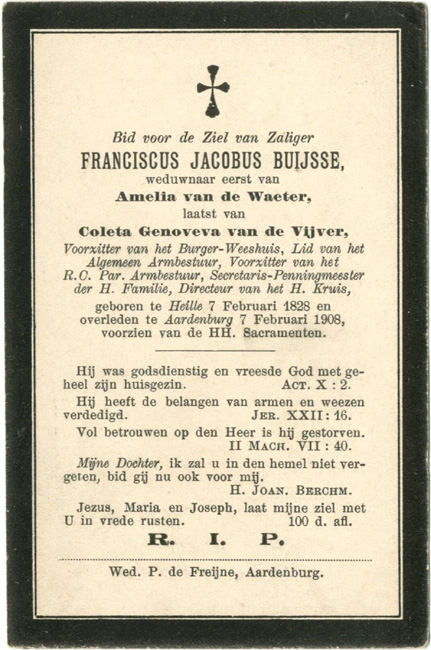 Bid voor de Ziel van Zaliger
FRANCISCUS JACOBUS BUIJSSE,
weduwnaar eerst van
Amelia van de Waeter,
laatst van
Coleta Genoveva van de Vijver,
Voorzitter van het Burger-Weeshuis, Lid van het
Algemeen Armbestuur, Voorzitter van het
R.C. Par. Armbestuur, Secretaris-Penningmeester
der H. Familie, Directeur van het H. Kruis,
geboren te Heille 7 Februari 1828 en
overleden te Aardenburg 7 Februari 1908,
voorzien van de HH. Sacramenten.
Hij was godsdienstig en vreesde God met ge-
heel zijn huisgezin. ACT. X : 2.
Hij heeft de belangen van armen en weezen
verdedigd. JER. XXII : 16.
Vol betrouwen op den Heer is hij gestorven.
II MACH. VII : 40.
Mijne Dochter, ik zal u in den hemel niet ver-
geten, bid gij nu ook voor mij.
H. JOAN. BERCHM.
Jezus, Maria en Joseph, laat mijne ziel met
U in vrede rusten. 100 d. afl.
R. I. P.
Wed. P. de Freijne, Aardenburg.